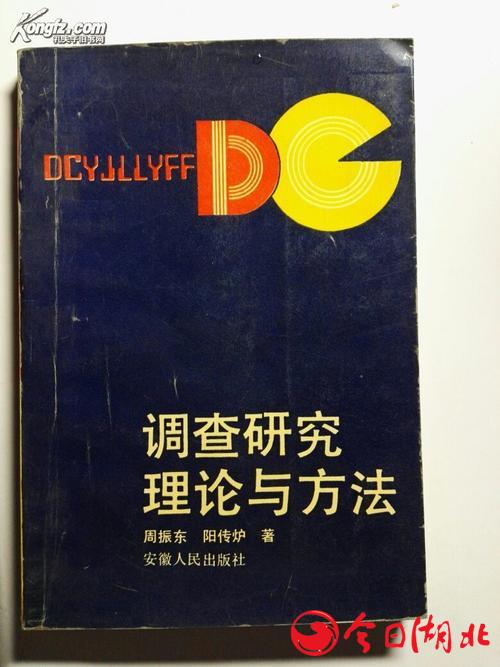 Kongfz.com
孔夫子旧书网
DCYJLLYFF DC
调查研究
理论与方法
周振东 阳传炉 著
安徽人民出版社
今日湖北